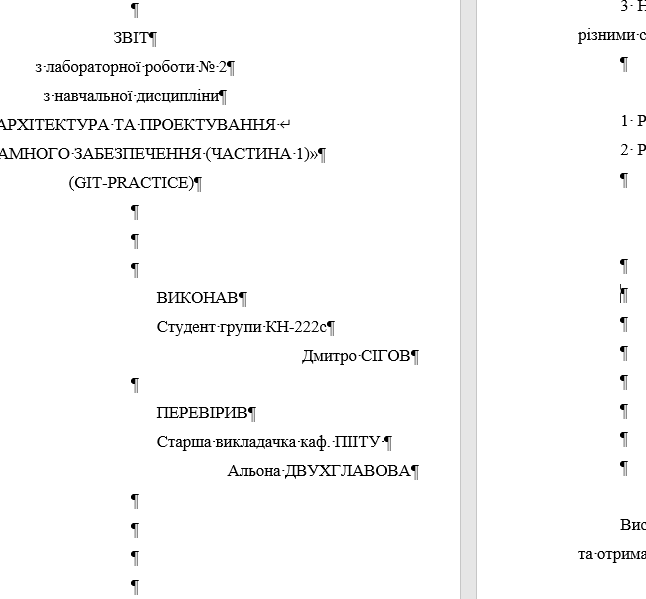 ЗВІТ
з лабораторної роботи № 2
з навчальної дисципліни
АРХІТЕКТУРА ТА ПРОЕКТУВАННЯ
АМНОГО ЗАБЕЗПЕЧЕННЯ (ЧАСТИНА 1)»
(GIT-PRACTICE)
ВИКОНАВ
Студент групи КН-222с
Дмитро СІГОВ
ПЕРЕВІРИВ
Старша викладачка каф. ПІІТУ
Альона ДВУХГЛАВОВА
3 Н
різними с
1 Р
2 Р
Вис
та отрима